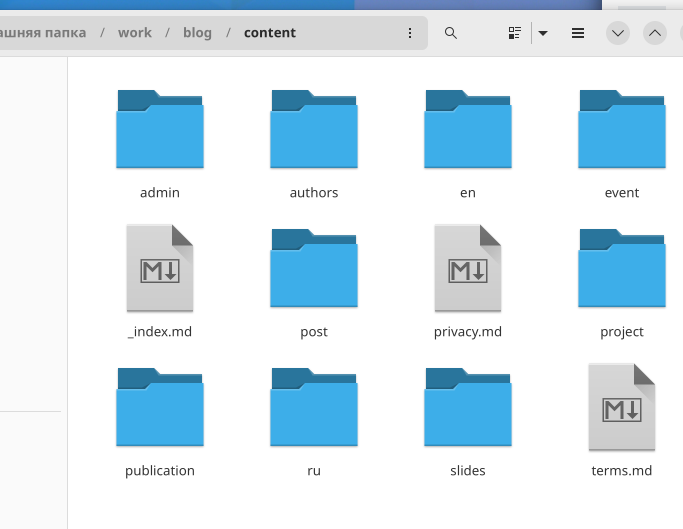 ашняя папка / work / blog / content
admin authors en event
_index.md post privacy.md project
publication ru slides terms.md